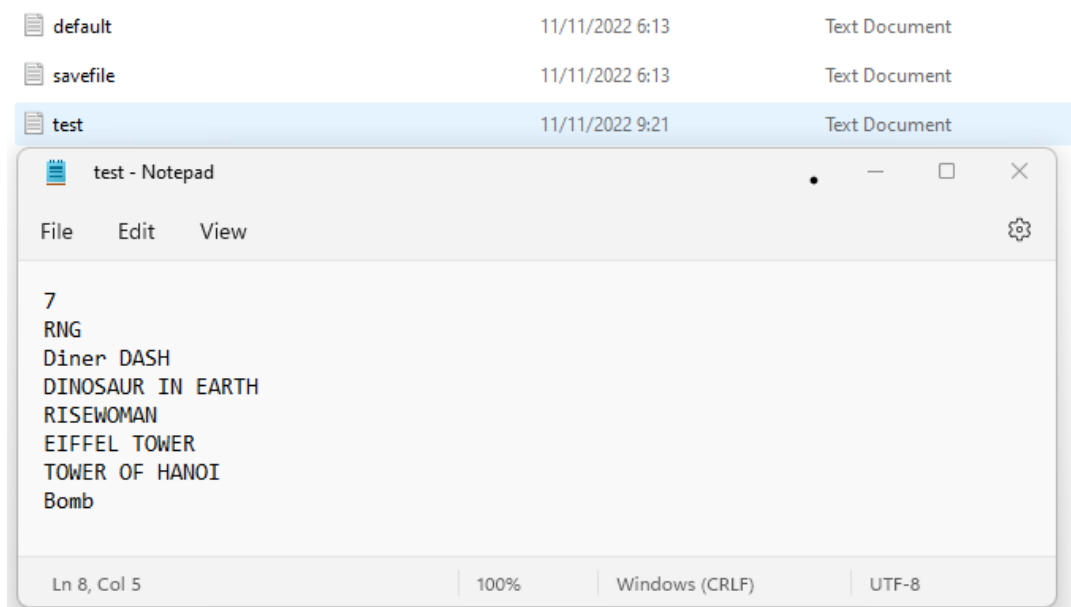 default 11/11/2022 6:13 Text Document
savefile 11/11/2022 6:13 Text Document
test 11/11/2022 9:21 Text Document
test - Notepad
File Edit View
7
RNG
Diner DASH
DINOSAUR IN EARTH
RISEWOMAN
EIFFEL TOWER
TOWER OF HANOI
Bomb
Ln 8, Col 5 100% Windows (CRLF) UTF-8